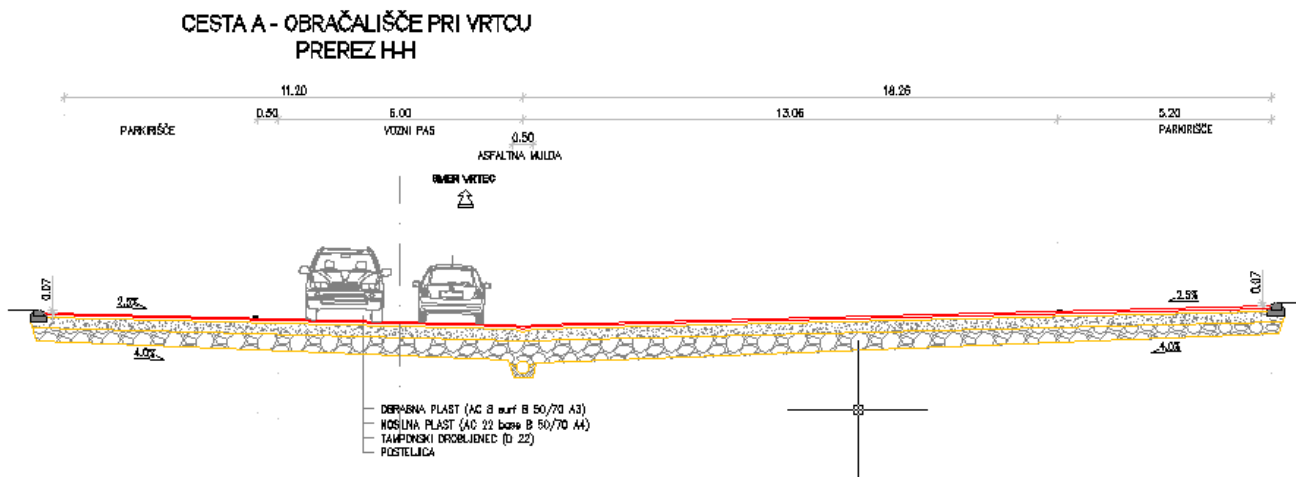 CESTA A - OBRAČALIŠČE PRI VRTCU
PREREZ H-H
11.20
18.26
0.50
6.00
13.06
5.20
PARKIRIŠČE
VOZNI PAS
PARKIRIŠČE
0.50
ASFALTNA MULDA
SMER VRTEC
0.07
2.5%
2.5%
0.07
4.0%
4.0%
OBRABNA PLAST (AC 8 surf B 50/70 A3)
NOSILNA PLAST (AC 22 base B 50/70 A4)
TAMPONSKI DROBLJENEC (D 22)
POSTELJICA